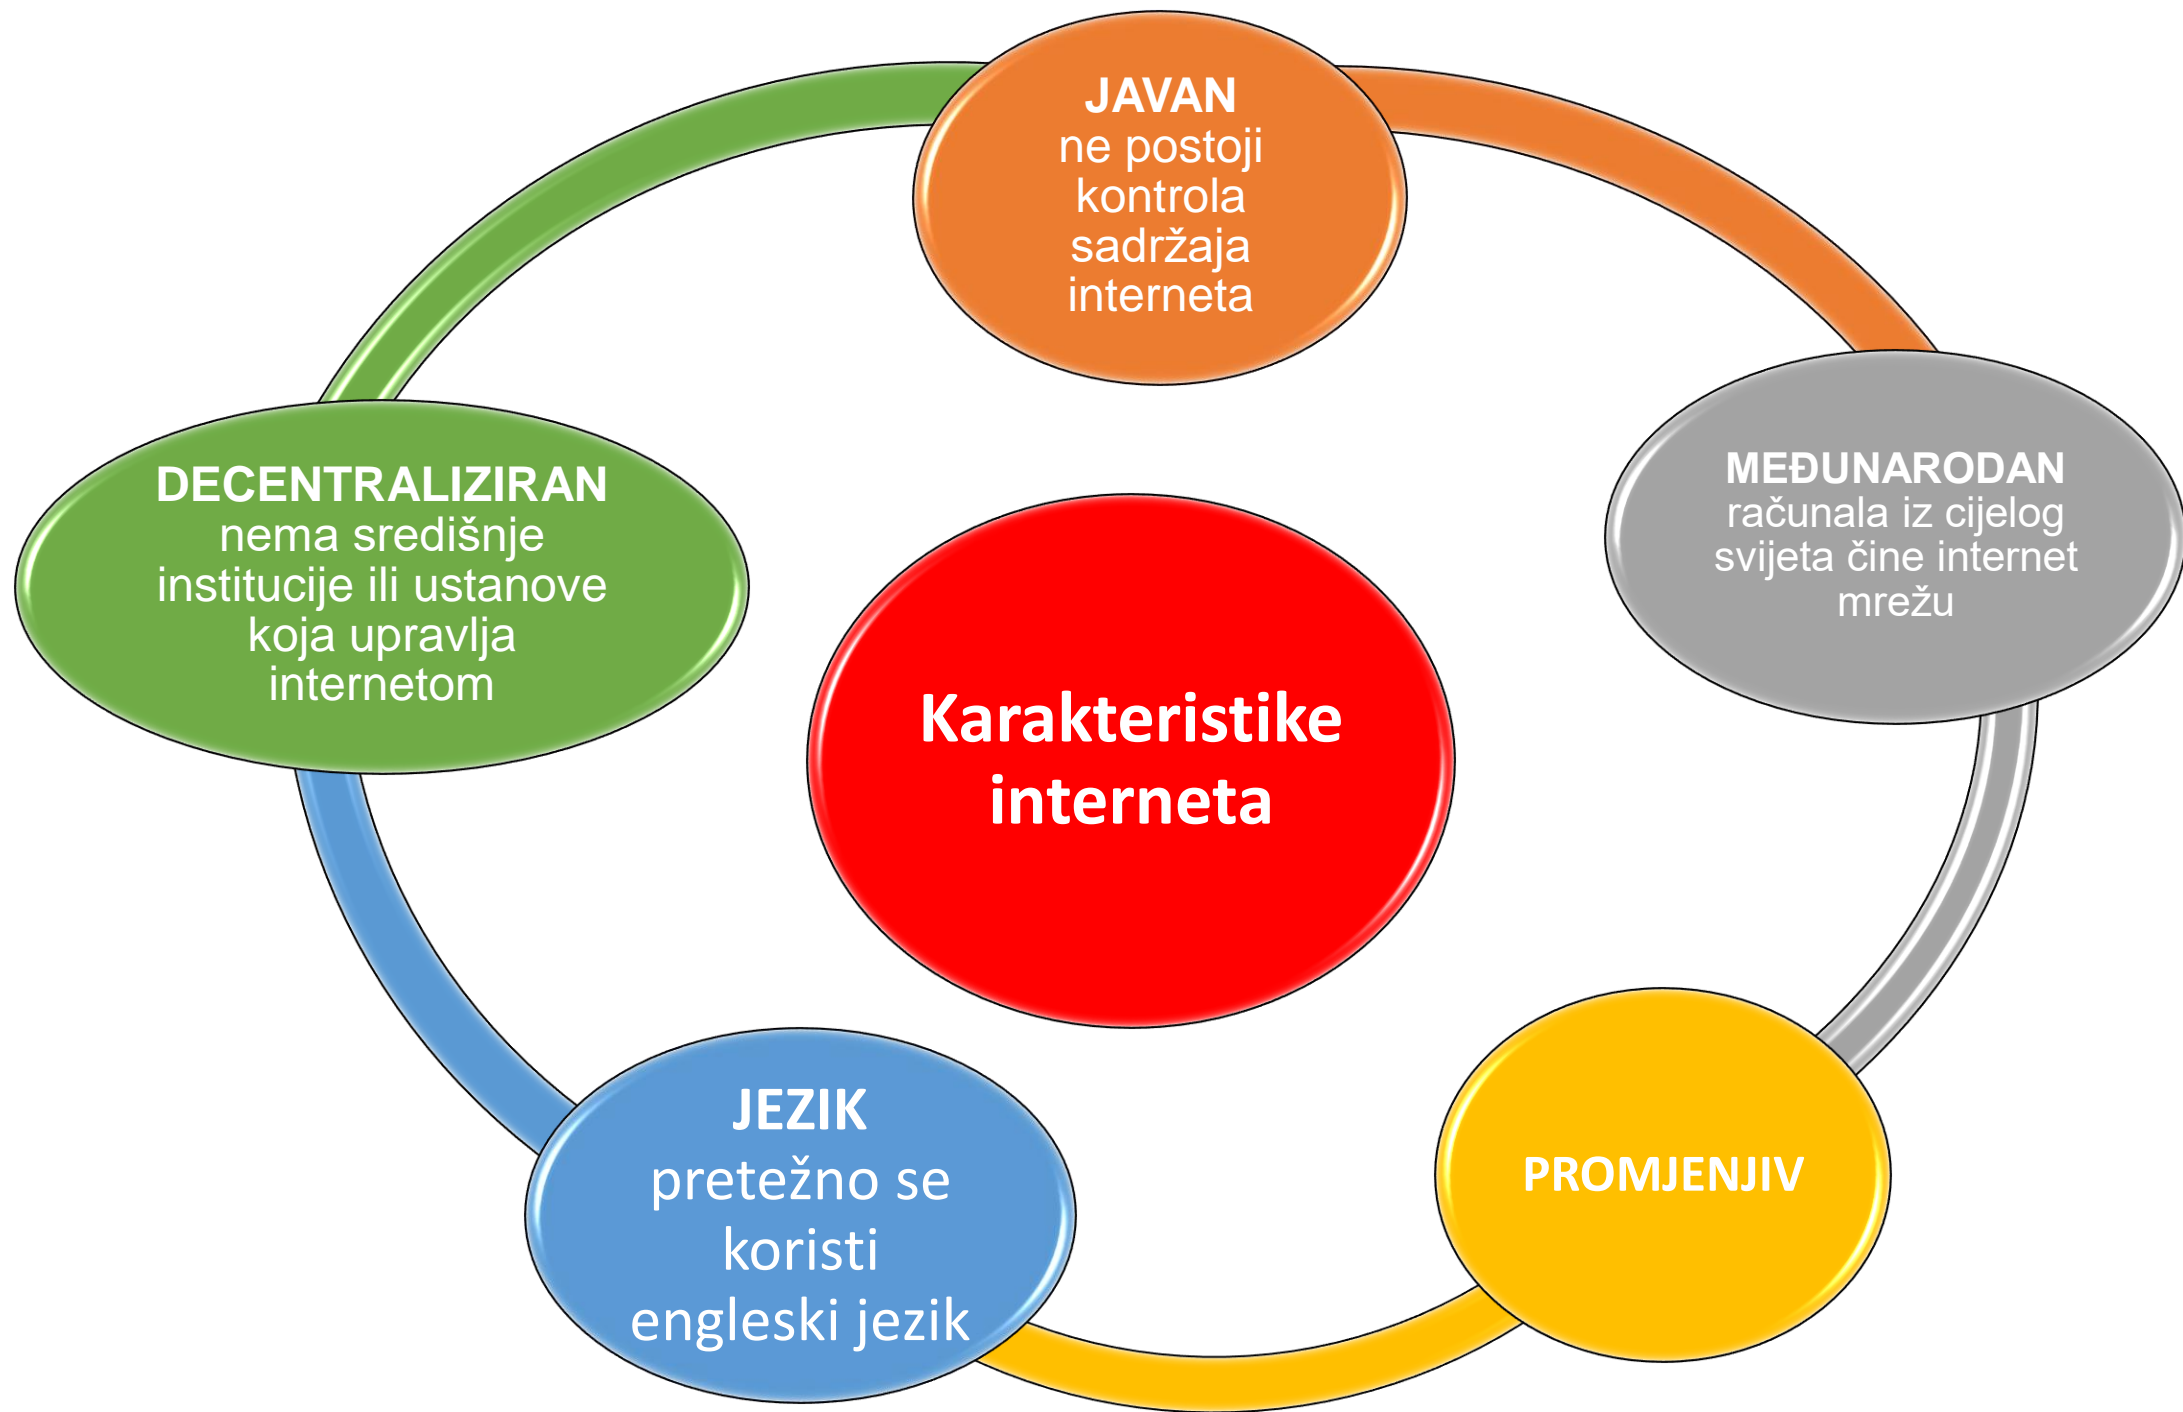 JAVAN
ne postoji
kontrola
sadržaja
interneta
MEĐUNARODAN
računala iz cijelog
svijeta čine internet
mrežu
DECENTRALIZIRAN
nema središnje
institucije ili ustanove
koja upravlja
internetom
Karakteristike
interneta
PROMJENJIV
JEZIK
pretežno se
koristi
engleski jezik